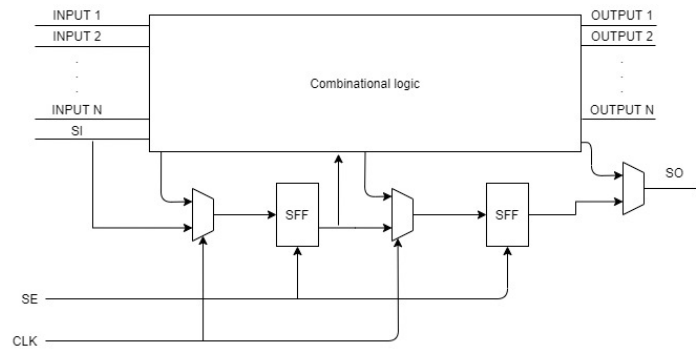 INPUT 1
OUTPUT 1
INPUT 2
OUTPUT 2
Combinational logic
INPUT N
OUTPUT N
SI
SO
SFF
SFF
SE
CLK